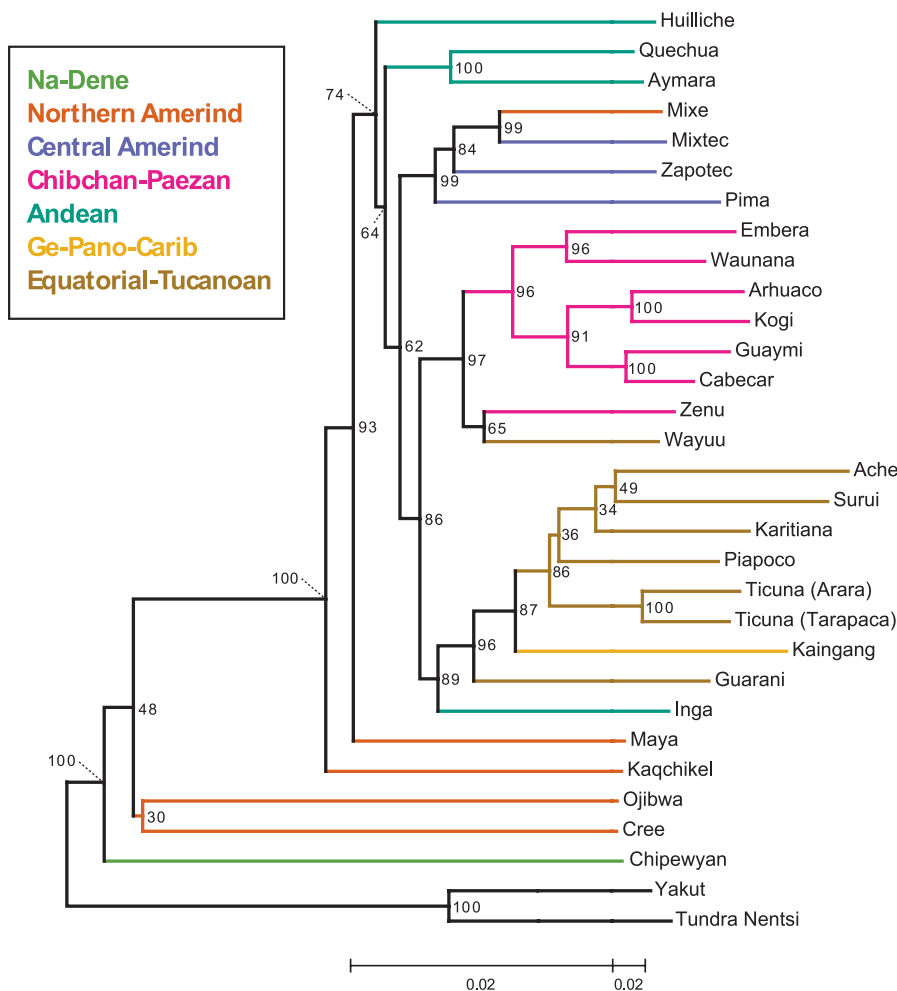 Na-Dene
Northern Amerind
Central Amerind
Chibchan-Paezan
Andean
Ge-Pano-Carib
Equatorial-Tucanoan
Huilliche
Quechua
100
Aymara
74
Mixe
99
Mixtec
84
Zapotec
99
Pima
64
Embera
96
Waunana
96
Arhuaco
100
Kogi
91
62
Guaymi
97
100
Cabecar
Zenu
65
Wayuu
93
Ache
49
Surui
34
86
Karitiana
36
Piapoco
86
100
Ticuna (Arara)
100
87
Ticuna (Tarapaca)
96
Kaingang
89
Guarani
48
Inga
Maya
100
Kaqchikel
Ojibwa
30
Cree
Chipewyan
Yakut
100
Tundra Nentsi
0.02
0.02